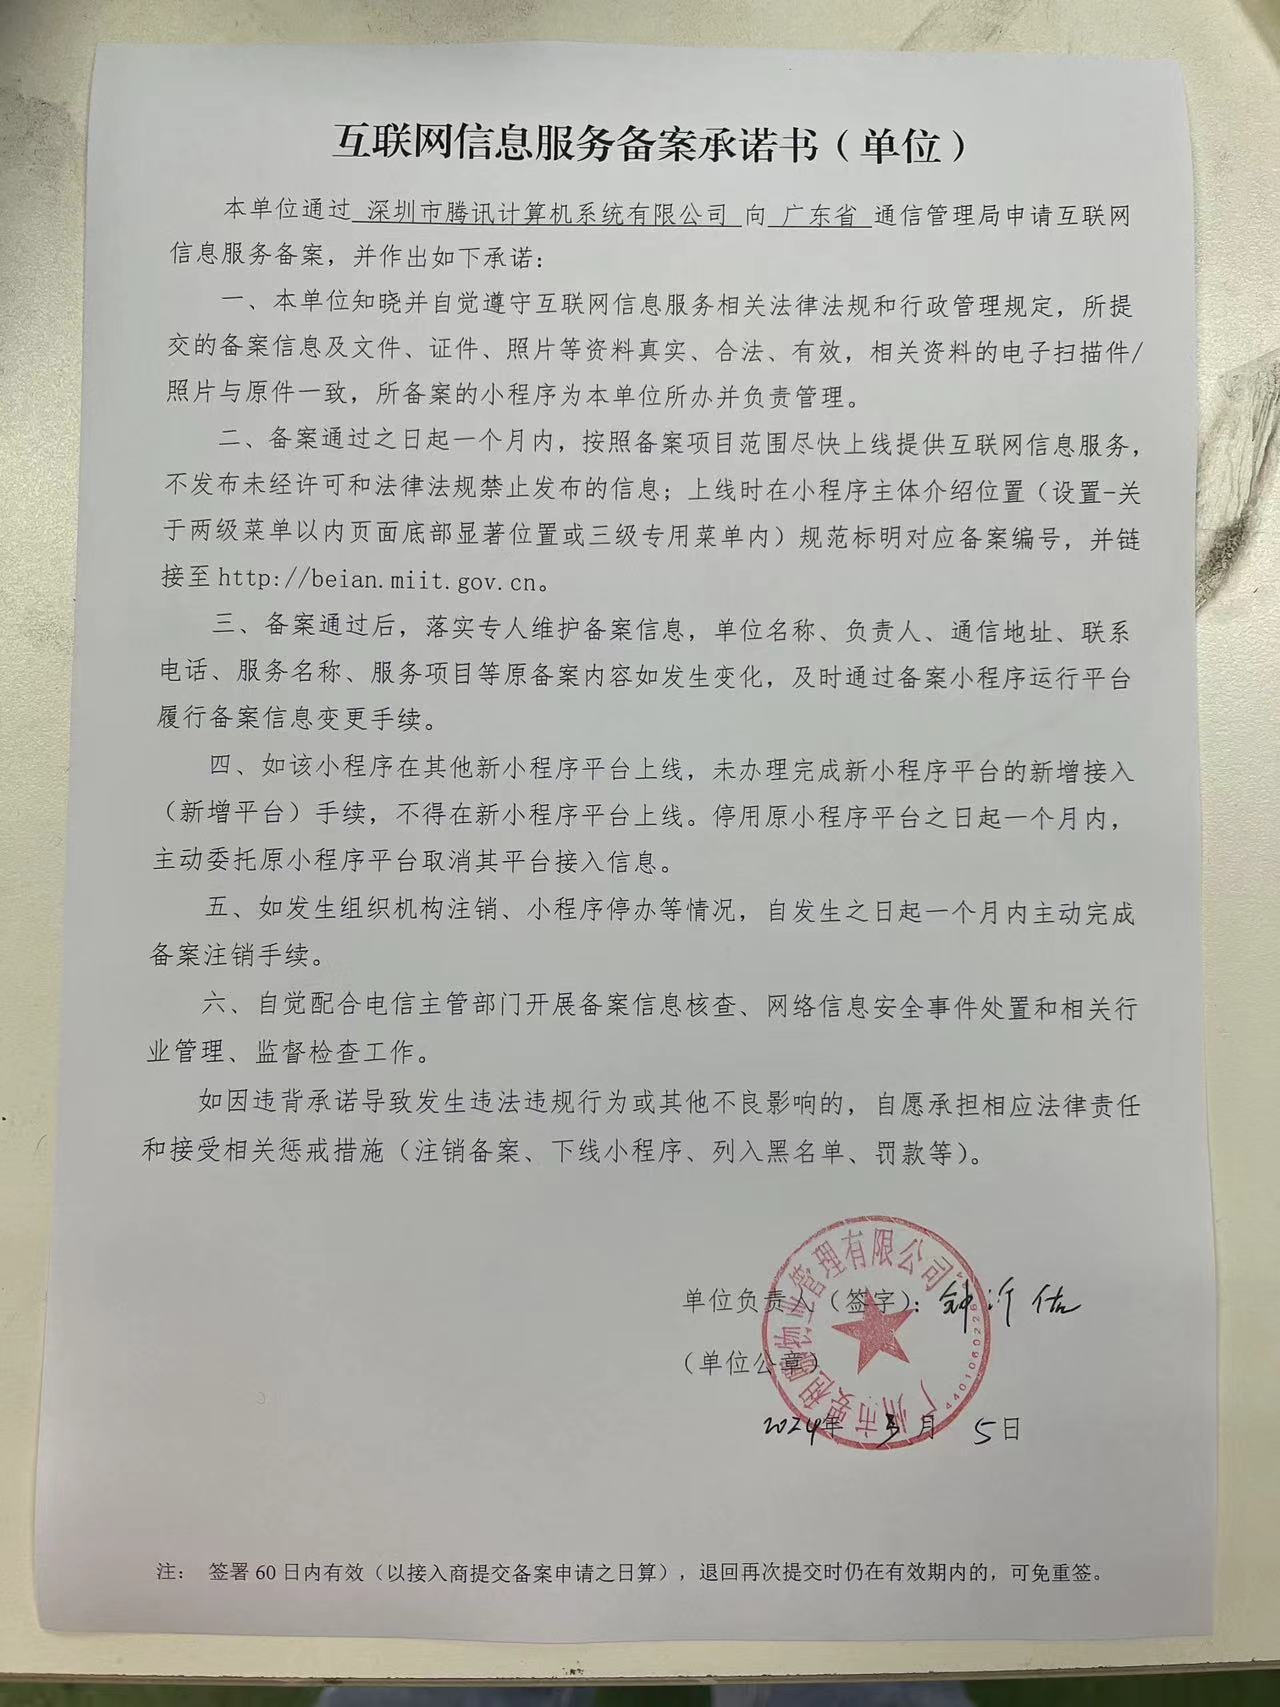 互联网信息服务备案承诺书（单位）
本单位通过 深圳市腾讯计算机系统有限公司 向 广东省 通信管理局申请互联网
信息服务备案，并作出如下承诺：
一、本单位知晓并自觉遵守互联网信息服务相关法律法规和行政管理规定，所提
交的备案信息及文件、证件、照片等资料真实、合法、有效，相关资料的电子扫描件/
照片与原件一致，所备案的小程序为本单位所办并负责管理。
二、备案通过之日起一个月内，按照备案项目范围尽快上线提供互联网信息服务，
不发布未经许可和法律法规禁止发布的信息；上线时在小程序主体介绍位置（设置-关
于两级菜单以内页面底部显著位置或三级专用菜单内）规范标明对应备案编号，并链
接至http://beian.miit.gov.cn。
三、备案通过后，落实专人维护备案信息，单位名称、负责人、通信地址、联系
电话、服务名称、服务项目等原备案内容如发生变化，及时通过备案小程序运行平台
履行备案信息变更手续。
四、如该小程序在其他新小程序平台上线，未办理完成新小程序平台的新增接入
（新增平台）手续，不得在新小程序平台上线。停用原小程序平台之日起一个月内，
主动委托原小程序平台取消其平台接入信息。
五、如发生组织机构注销、小程序停办等情况，自发生之日起一个月内主动完成
备案注销手续。
六、自觉配合电信主管部门开展备案信息核查、网络信息安全事件处置和相关行
业管理、监督检查工作。
如因违背承诺导致发生违法违规行为或其他不良影响的，自愿承担相应法律责任
和接受相关惩戒措施（注销备案、下线小程序、列入黑名单、罚款等）。
单位负责人（签字）：钟 佑
（单位公章）
广州市 物业管理有限公司
2024年 3月 5日
注： 签署 60 日内有效（以接入商提交备案申请之日算），退回再次提交时仍在有效期内的，可免重签。